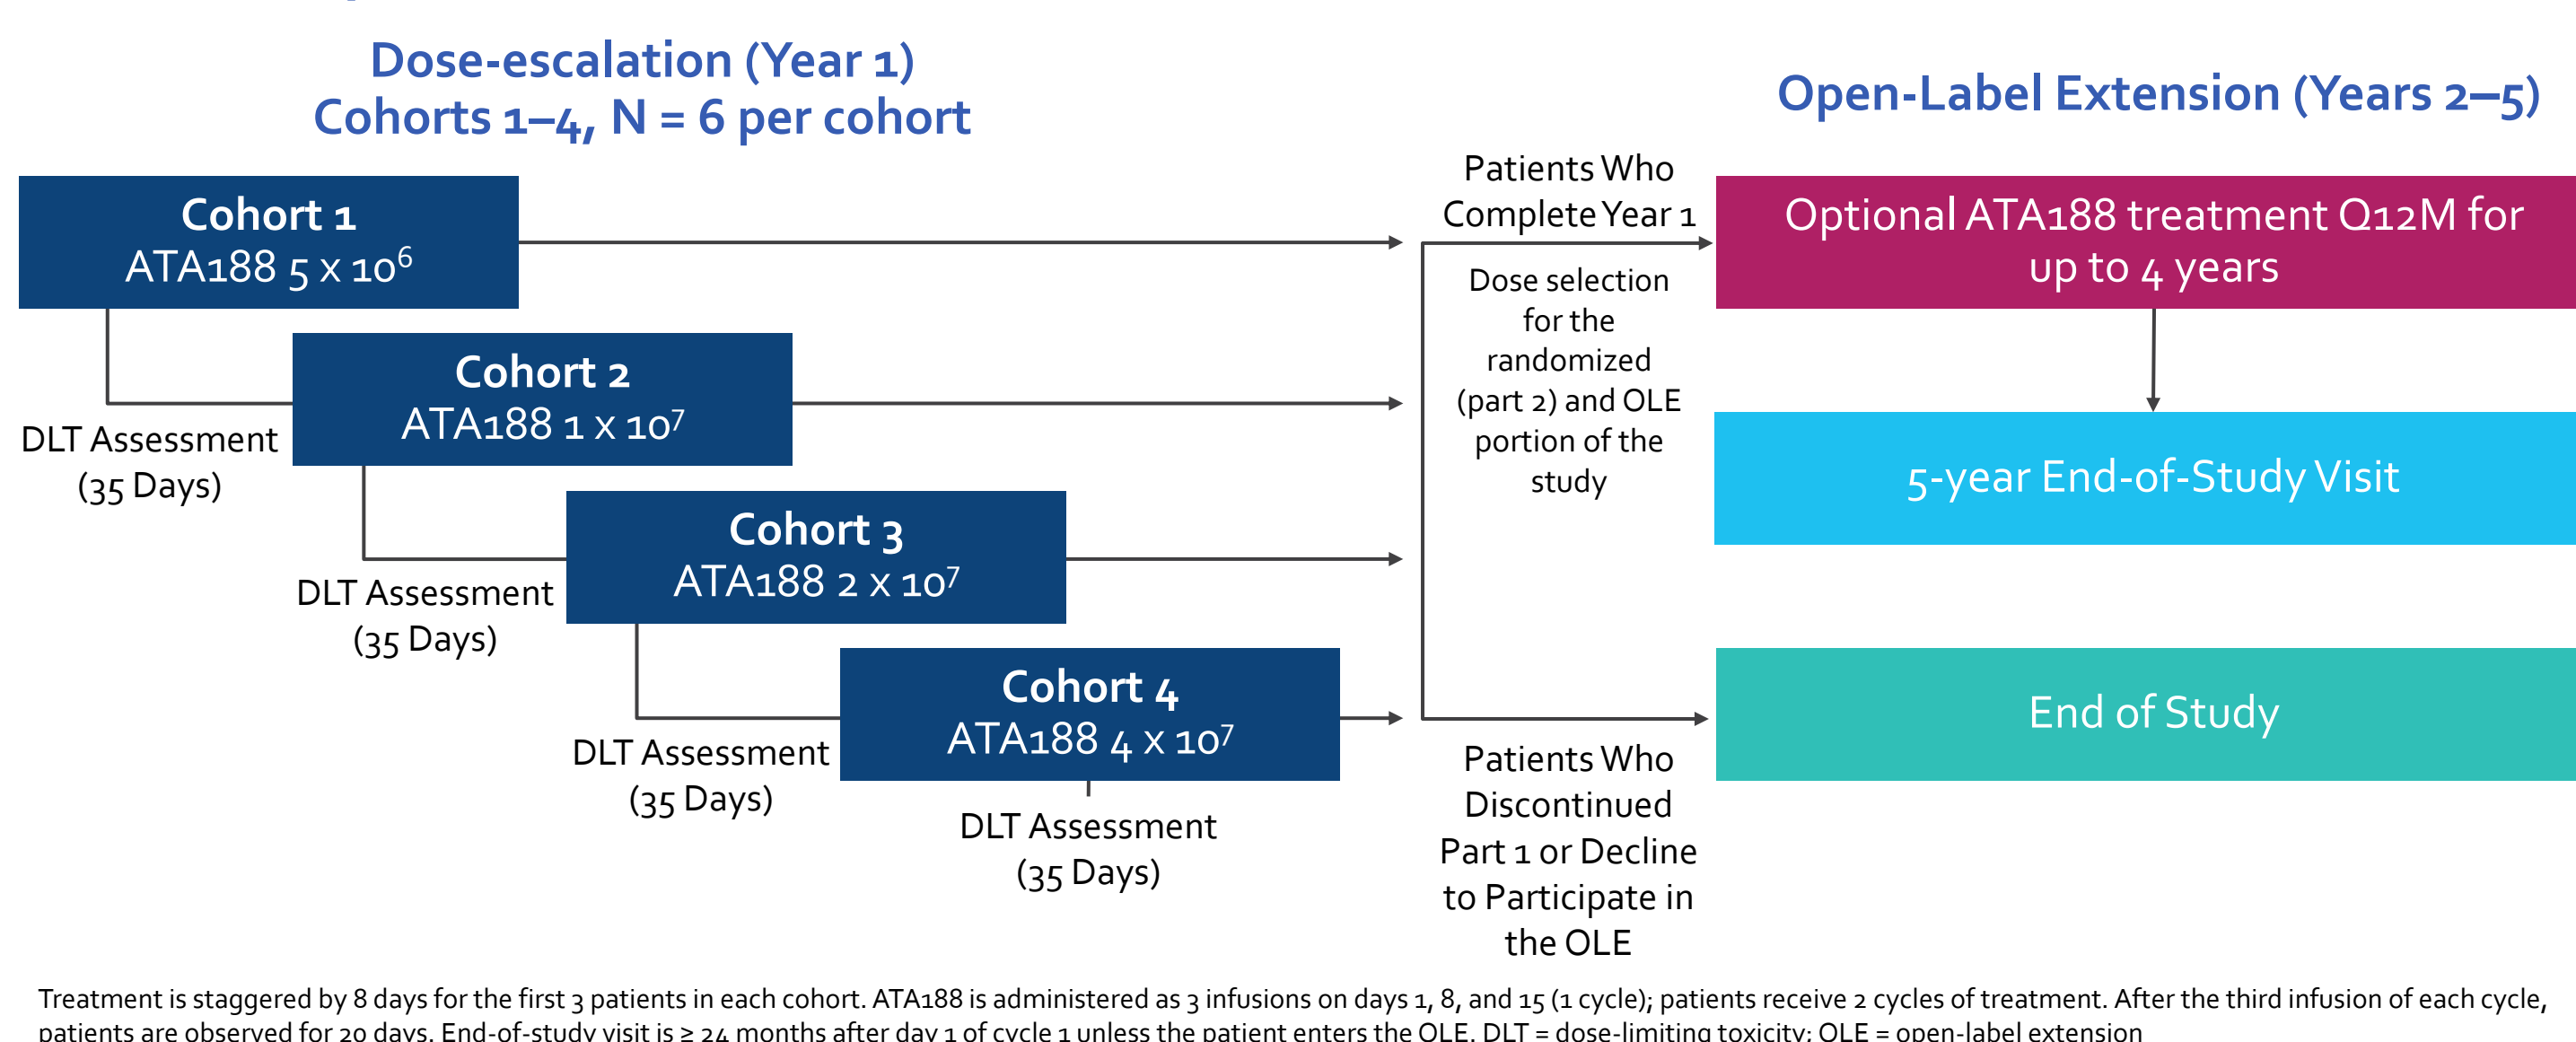 Dose-escalation (Year 1)
Cohorts 1–4, N = 6 per cohort
Open-Label Extension (Years 2–5)
Cohort 1
ATA188 5 x 10⁶
DLT Assessment
(35 Days)
Cohort 2
ATA188 1 x 10⁷
DLT Assessment
(35 Days)
Cohort 3
ATA188 2 x 10⁷
DLT Assessment
(35 Days)
Cohort 4
ATA188 4 x 10⁷
DLT Assessment
(35 Days)
Patients Who
Complete Year 1
Dose selection
for the
randomized
(part 2) and OLE
portion of the
study
Patients Who
Discontinued
Part 1 or Decline
to Participate in
the OLE
Optional ATA188 treatment Q12M for
up to 4 years
5-year End-of-Study Visit
End of Study
Treatment is staggered by 8 days for the first 3 patients in each cohort. ATA188 is administered as 3 infusions on days 1, 8, and 15 (1 cycle); patients receive 2 cycles of treatment. After the third infusion of each cycle,
patients are observed for 20 days. End-of-study visit is ≥ 24 months after day 1 of cycle 1 unless the patient enters the OLE. DLT = dose-limiting toxicity; OLE = open-label extension